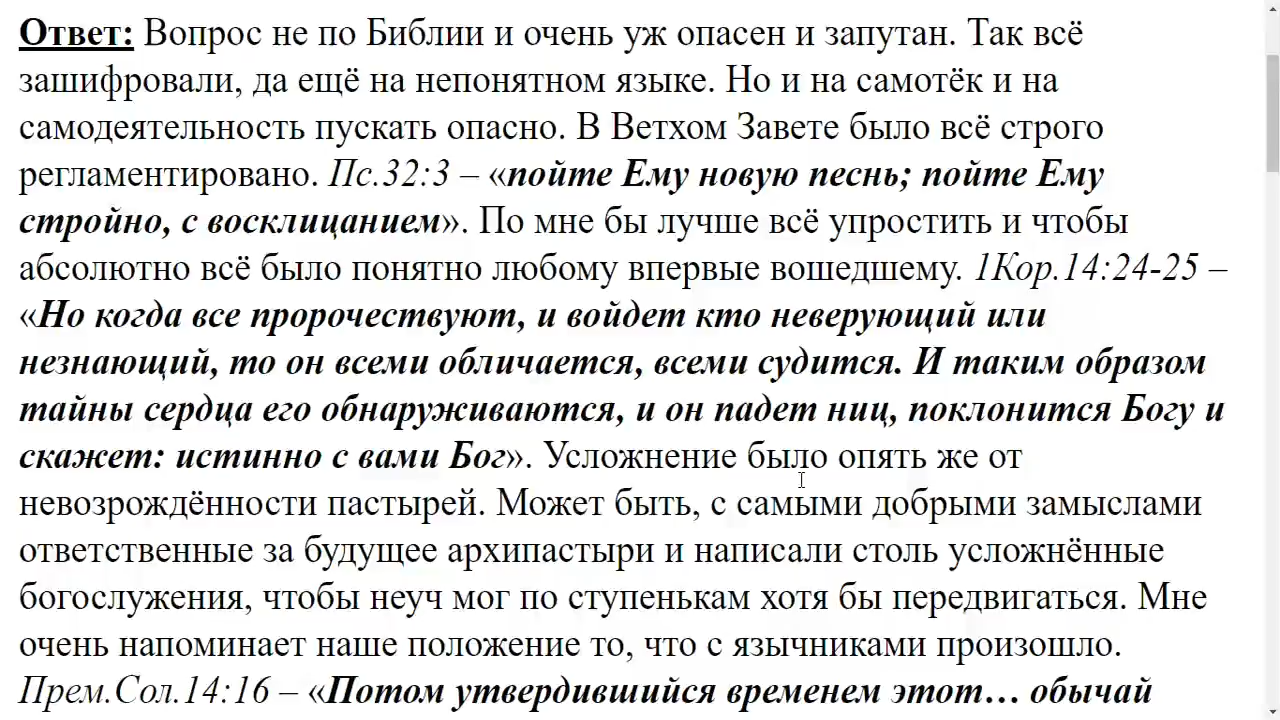 Ответ: Вопрос не по Библии и очень уж опасен и запутан. Так всё
зашифровали, да ещё на непонятном языке. Но и на самотёк и на
самодеятельность пускать опасно. В Ветхом Завете было всё строго
регламентировано. Пс.32:3 – «пойте Ему новую песнь; пойте Ему
стройно, с восклицанием». По мне бы лучше всё упростить и чтобы
абсолютно всё было понятно любому впервые вошедшему. 1Кор.14:24-25 –
«Но когда все пророчествуют, и войдет кто неверующий или
незнающий, то он всеми обличается, всеми судится. И таким образом
тайны сердца его обнаруживаются, и он падет ниц, поклонится Богу и
скажет: истинно с вами Бог». Усложнение было опять же от
невозрождённости пастырей. Может быть, с самыми добрыми замыслами
ответственные за будущее архипастыри и написали столь усложнённые
богослужения, чтобы неуч мог по ступенькам хотя бы передвигаться. Мне
очень напоминает наше положение то, что с язычниками произошло.
Прем.Сол.14:16 – «Потом утвердившийся временем этот… обычай